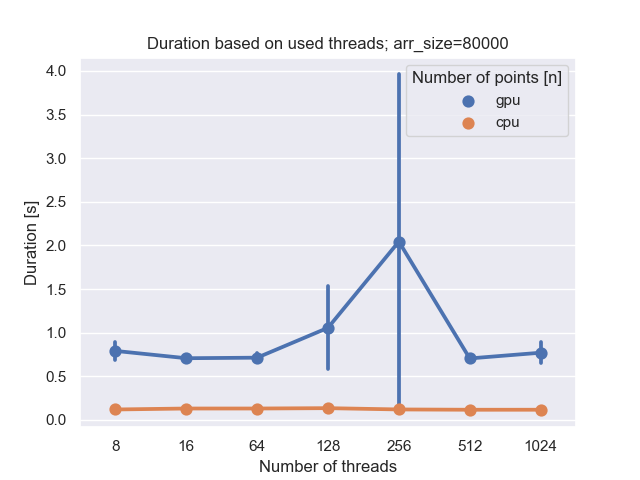 Duration based on used threads; arr_size=80000
Number of points [n]
gpu
cpu
Duration [s]
4.0
3.5
3.0
2.5
2.0
1.5
1.0
0.5
0.0
8 16 64 128 256 512 1024
Number of threads